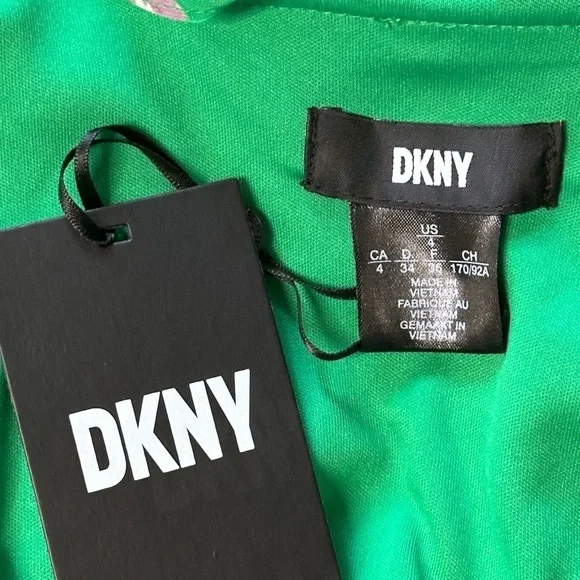 DKNY
US
4
CA D F CH
4 34 36 170/92A
MADE IN
VIETNAM
FABRIQUE AU
VIETNAM
GEMAAKT IN
VIETNAM
DKNY